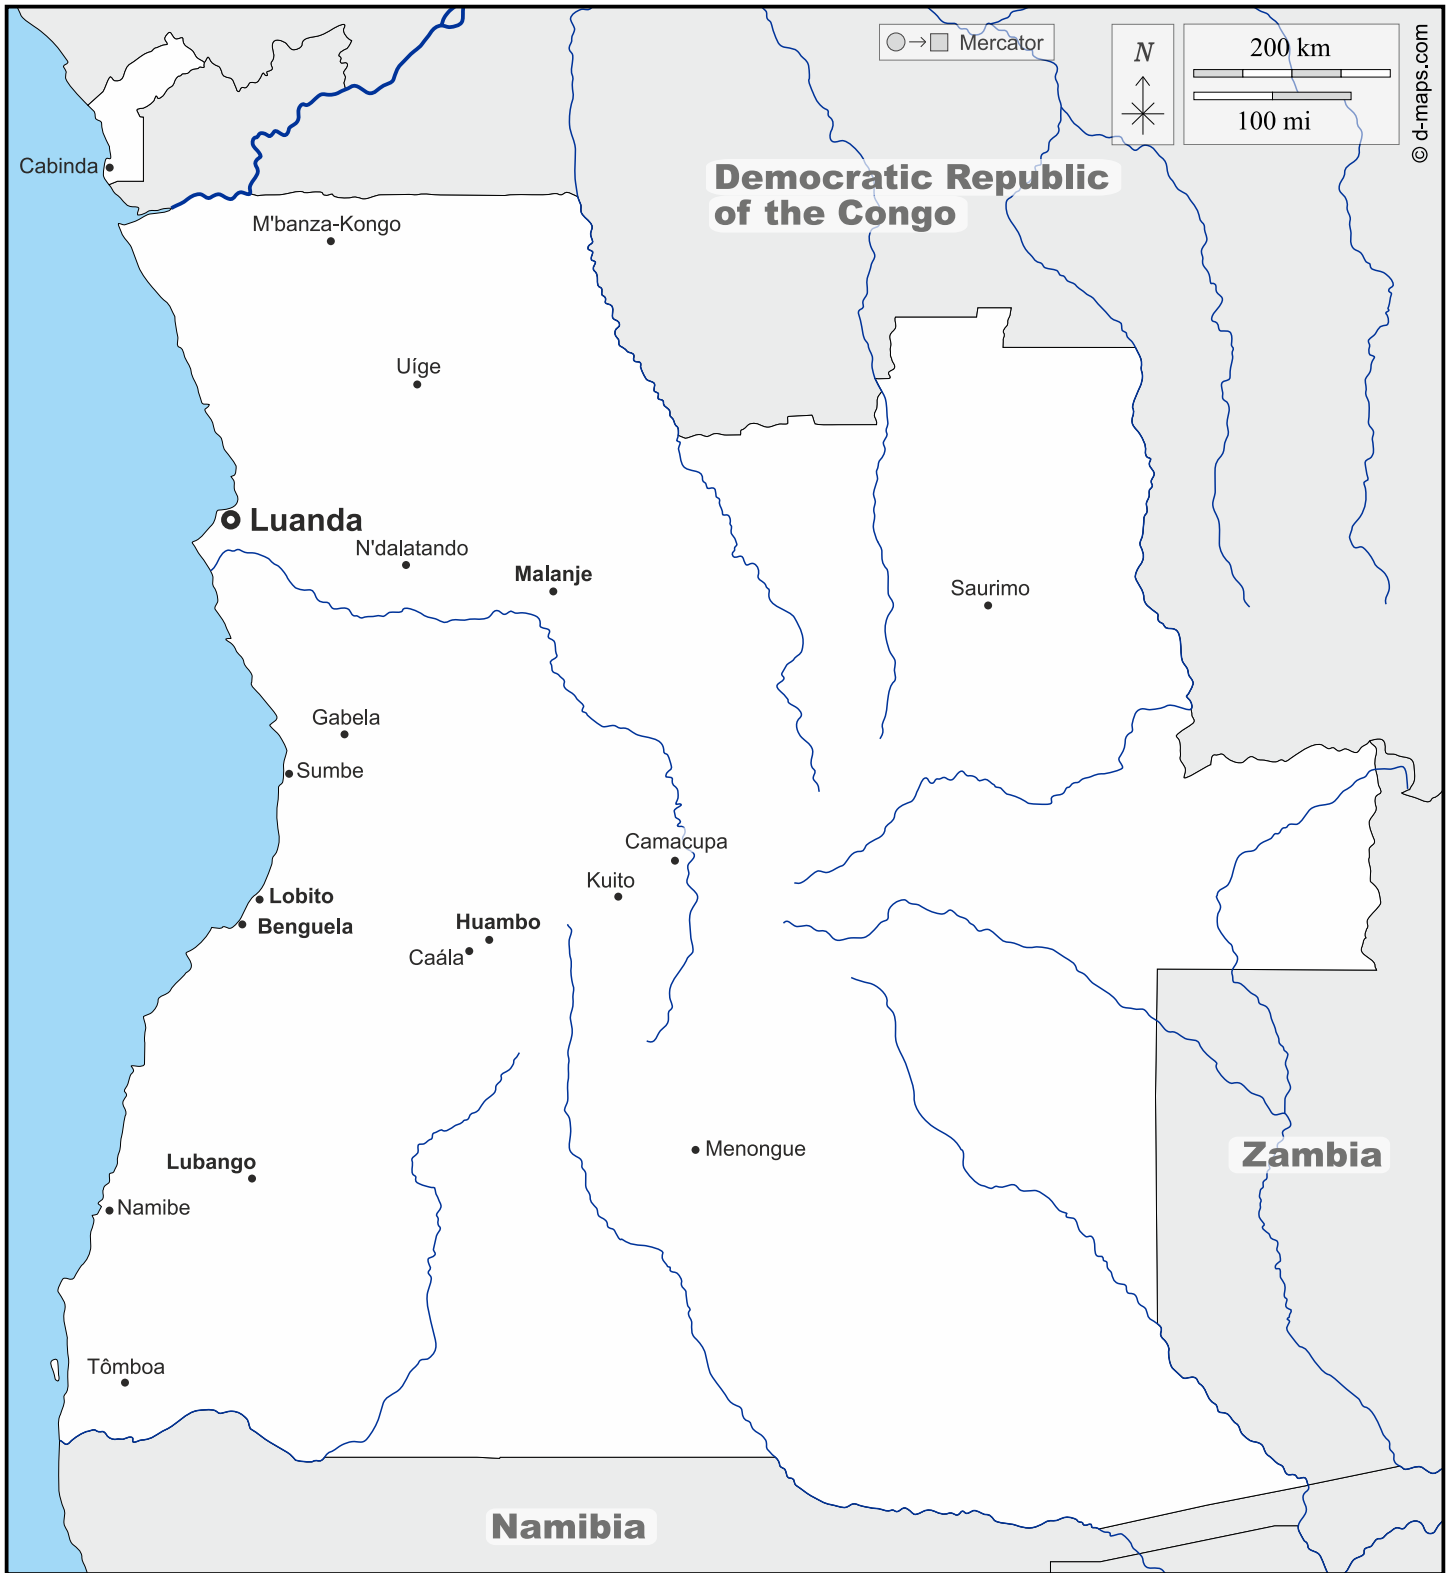 Mercator
N
200 km
100 mi
© d-maps.com
Cabinda
Democratic Republic
of the Congo
M'banza-Kongo
Uíge
Luanda
N'dalatando
Malanje
Saurimo
Gabela
Sumbe
Camacupa
Kuito
Lobito
Benguela
Huambo
Caála
Menongue
Zambia
Lubango
Namibe
Tômboa
Namibia